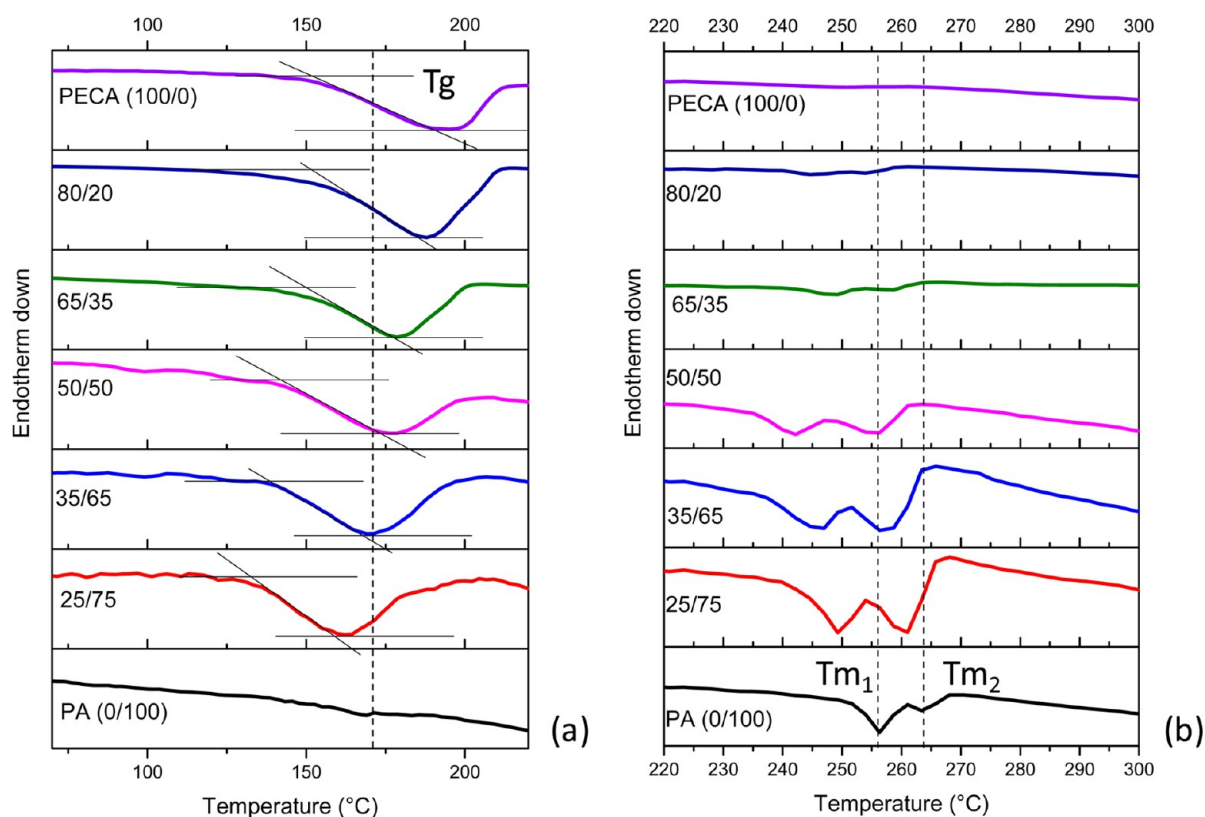 100 150 200
Tg
PECA (100/0)
80/20
65/35
50/50
35/65
25/75
PA (0/100)
Endotherm down
100 150 200
Temperature (°C)
(a)
220 230 240 250 260 270 280 290 300
PECA (100/0)
80/20
65/35
50/50
35/65
25/75
Tm₁ Tm₂
PA (0/100)
Endotherm down
220 230 240 250 260 270 280 290 300
Temperature (°C)
(b)